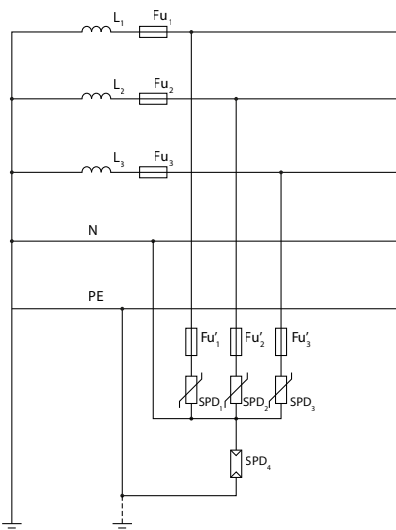 L₁ Fu₁
L₂ Fu₂
L₃ Fu₃
N
PE
Fu'₁ Fu'₂ Fu'₃
SPD₁ SPD₂ SPD₃
SPD₄